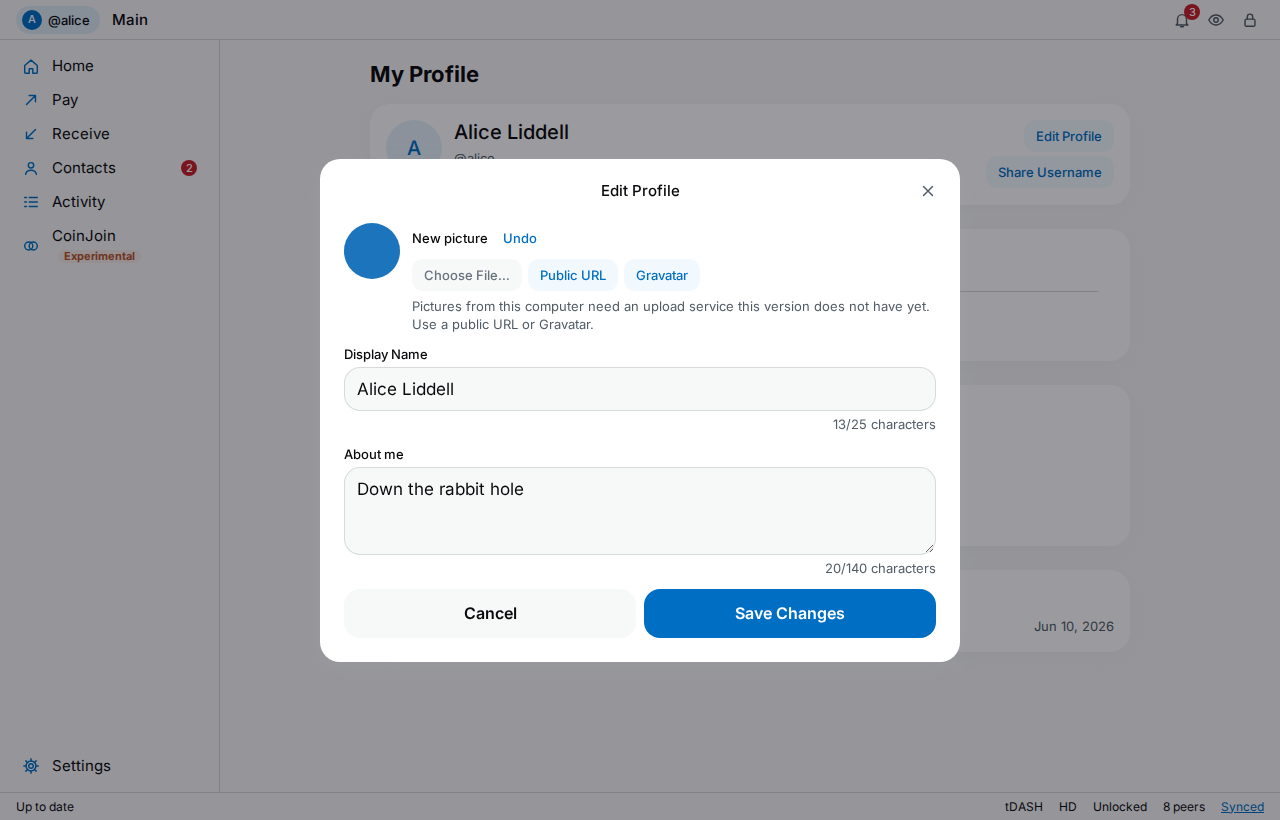 A @alice Main 3
Home
Pay
Receive
Contacts 2
Activity
CoinJoin
Experimental
Settings
My Profile
A
Alice Liddell
@alice
Edit Profile
Share Username
Edit Profile
New picture Undo
Choose File... Public URL Gravatar
Pictures from this computer need an upload service this version does not have yet.
Use a public URL or Gravatar.
Display Name
Alice Liddell
13/25 characters
About me
Down the rabbit hole
20/140 characters
Cancel Save Changes
Jun 10, 2026
Up to date tDASH HD Unlocked 8 peers Synced